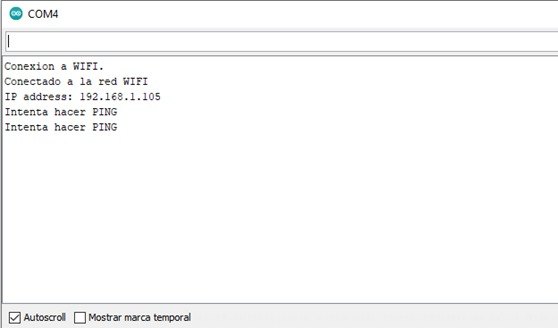 COM4
Conexion a WIFI.
Conectado a la red WIFI
IP address: 192.168.1.105
Intenta hacer PING
Intenta hacer PING
Autoscroll Mostrar marca temporal